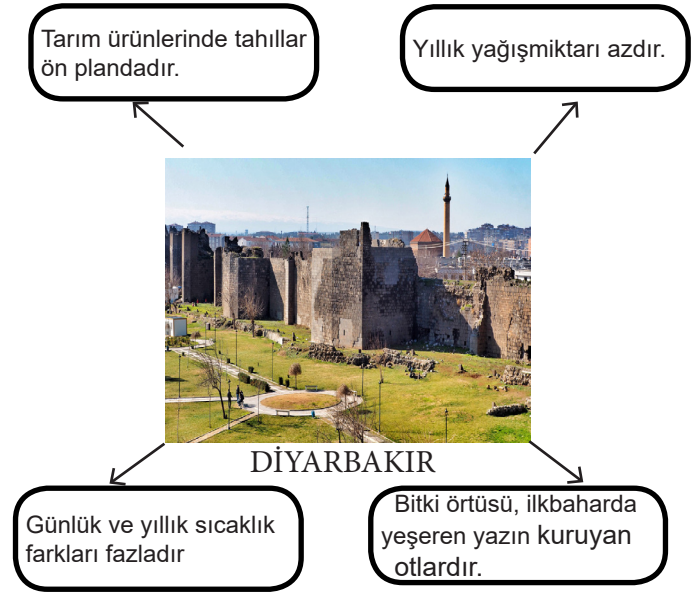 Tarım ürünlerinde tahıllar
ön plandadır.
Yıllık yağışmiktarı azdır.
DİYARBAKIR
Günlük ve yıllık sıcaklık
farkları fazladır
Bitki örtüsü, ilkbaharda
yeşeren yazın kuruyan
otlardır.